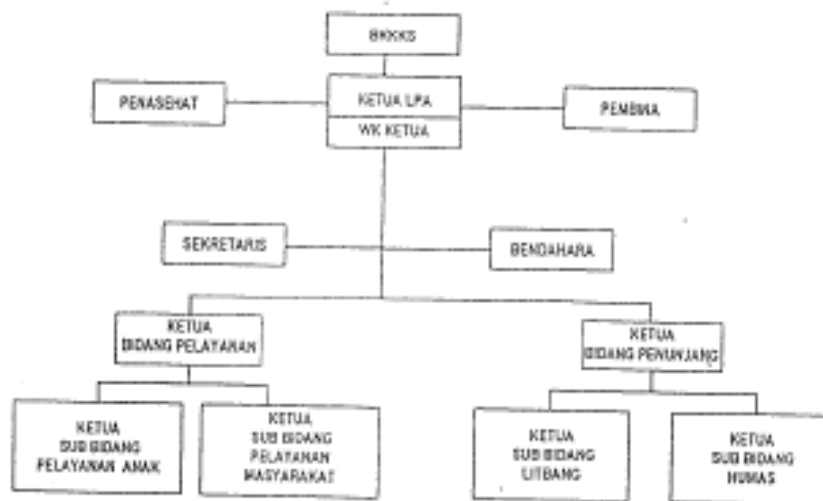 BKKKS
PENASEHAT
KETUA LPA
PEMBINA
WK KETUA
SEKRETARIS
BENDAHARA
KETUA
BIDANG PELAYANAN
KETUA
BIDANG PENUNJANG
KETUA
SUB BIDANG
PELAYANAN ANAK
KETUA
SUB BIDANG
PELAYANAN
MASYARAKAT
KETUA
SUB BIDANG
LITBANG
KETUA
SUB BIDANG
HUMAS